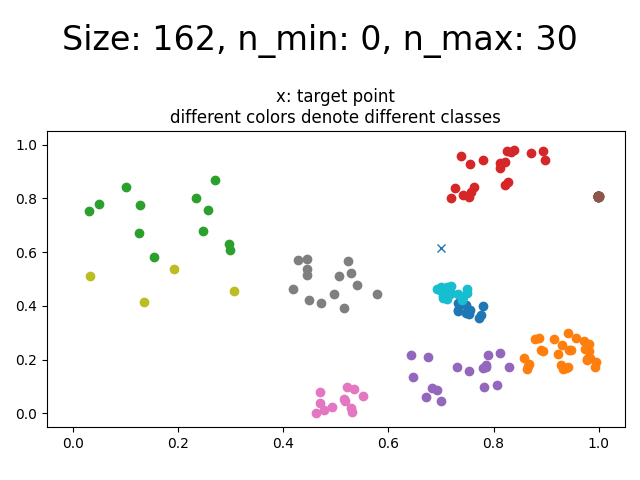 Size: 162, n_min: 0, n_max: 30
x: target point
different colors denote different classes
1.0
0.8
0.6
0.4
0.2
0.0
0.0 0.2 0.4 0.6 0.8 1.0